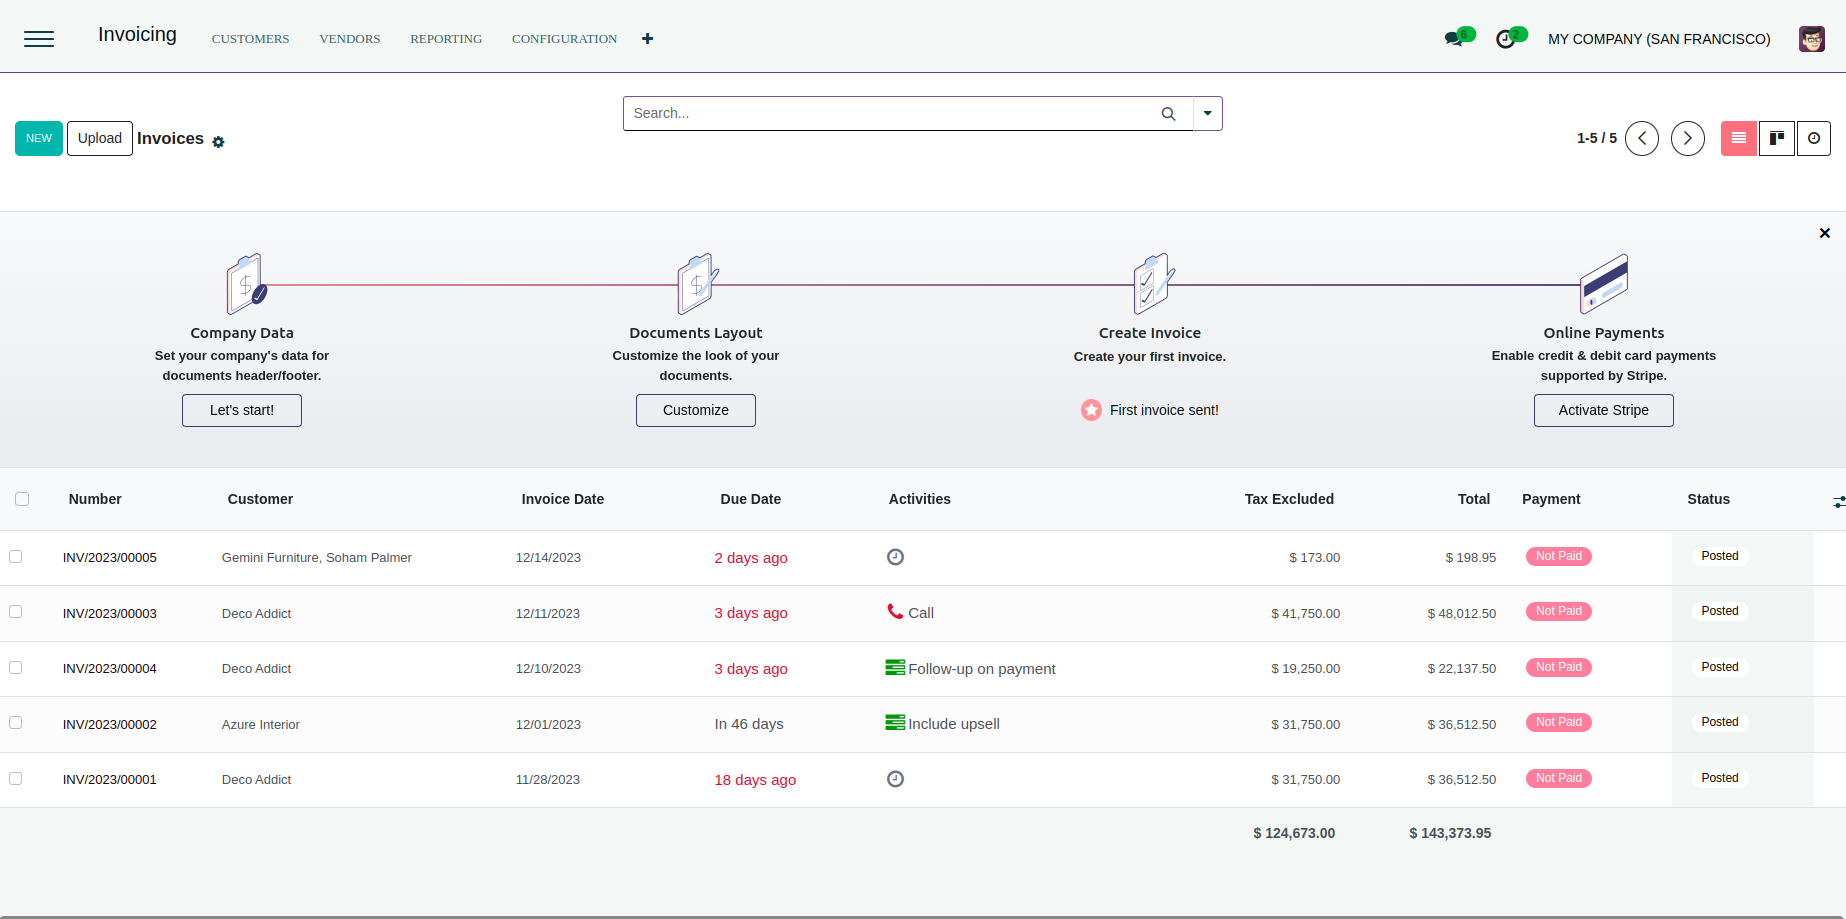 Invoicing
CUSTOMERS VENDORS REPORTING CONFIGURATION
6 2 MY COMPANY (SAN FRANCISCO)
Search...
NEW Upload Invoices
1-5 / 5
Company Data
Set your company's data for
documents header/footer.
Let's start!
Documents Layout
Customize the look of your
documents.
Customize
Create Invoice
Create your first invoice.
First invoice sent!
Online Payments
Enable credit & debit card payments
supported by Stripe.
Activate Stripe
Number Customer Invoice Date Due Date Activities Tax Excluded Total Payment Status
INV/2023/00005 Gemini Furniture, Soham Palmer 12/14/2023 2 days ago $ 173.00 $ 198.95 Not Paid Posted
INV/2023/00003 Deco Addict 12/11/2023 3 days ago Call $ 41,750.00 $ 48,012.50 Not Paid Posted
INV/2023/00004 Deco Addict 12/10/2023 3 days ago Follow-up on payment $ 19,250.00 $ 22,137.50 Not Paid Posted
INV/2023/00002 Azure Interior 12/01/2023 In 46 days Include upsell $ 31,750.00 $ 36,512.50 Not Paid Posted
INV/2023/00001 Deco Addict 11/28/2023 18 days ago $ 31,750.00 $ 36,512.50 Not Paid Posted
$ 124,673.00 $ 143,373.95